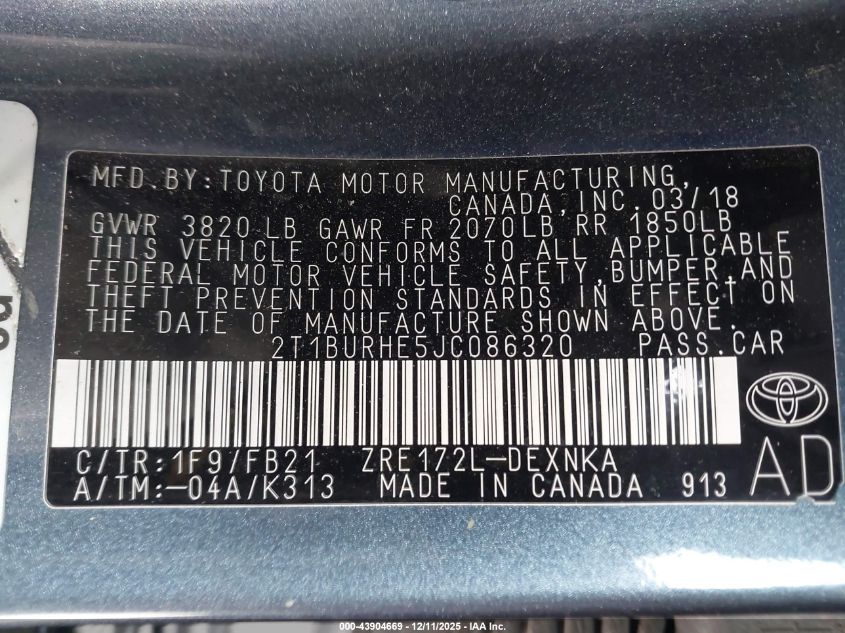 MFD.BY:TOYOTA MOTOR MANUFACTURING,
CANADA,INC.03/18
GVWR 3820 LB GAWR FR 2070LB RR 1850LB
THIS VEHICLE CONFORMS TO ALL APPLICABLE
FEDERAL MOTOR VEHICLE SAFETY,BUMPER,AND
THEFT PREVENTION STANDARDS IN EFFECT ON
THE DATE OF MANUFACTURE SHOWN ABOVE.
2T1BURHE5JC086320 PASS.CAR
C/TR:1F9/FB21 ZRE172L-DEXNKA
A/TM:-04A/K313 MADE IN CANADA 913
AD
000-43904669 - 12/11/2025 - IAA Inc.